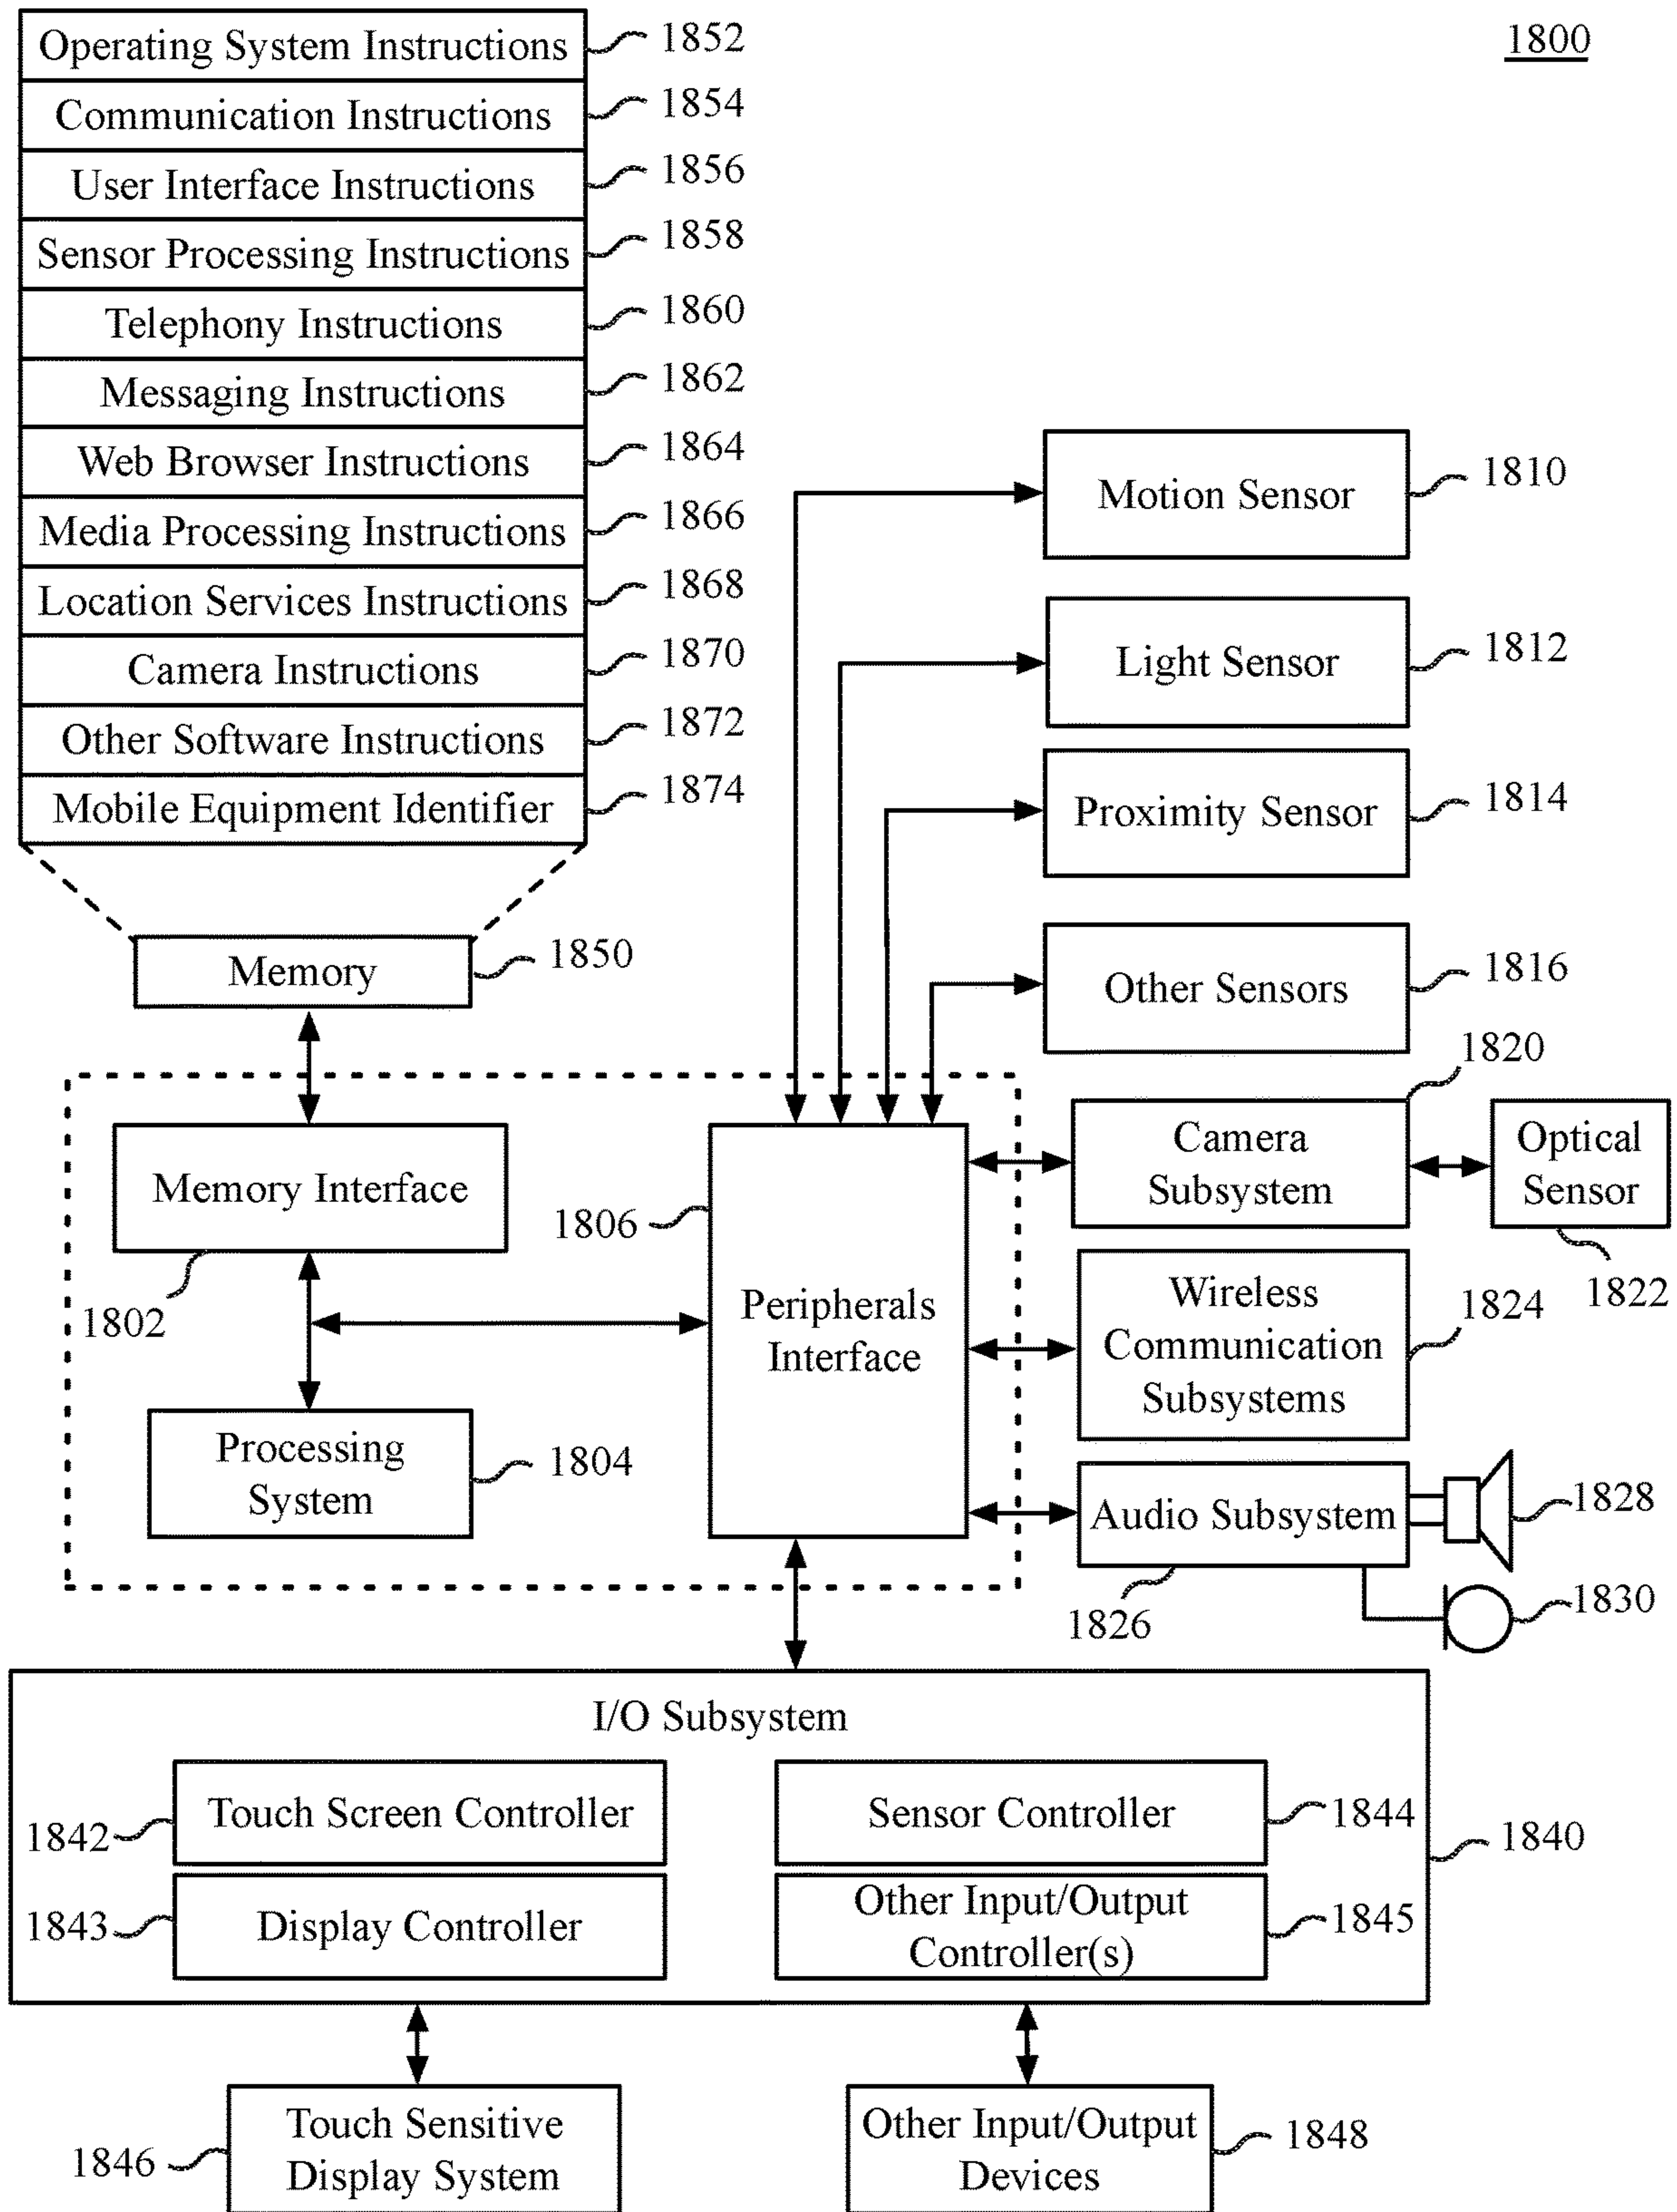 1800
Operating System Instructions
1852
Communication Instructions
1854
User Interface Instructions
1856
Sensor Processing Instructions
1858
Telephony Instructions
1860
Messaging Instructions
1862
Web Browser Instructions
1864
Media Processing Instructions
1866
Location Services Instructions
1868
Camera Instructions
1870
Other Software Instructions
1872
Mobile Equipment Identifier
1874
Memory
1850
Motion Sensor
1810
Light Sensor
1812
Proximity Sensor
1814
Other Sensors
1816
Memory Interface
1802
Processing
System
1804
1806
Peripherals
Interface
1820
Camera
Subsystem
Optical
Sensor
1822
Wireless
Communication
Subsystems
1824
Audio Subsystem
1826
1828
1830
I/O Subsystem
1840
1842
Touch Screen Controller
Sensor Controller
1844
1843
Display Controller
Other Input/Output
Controller(s)
1845
1846
Touch Sensitive
Display System
Other Input/Output
Devices
1848